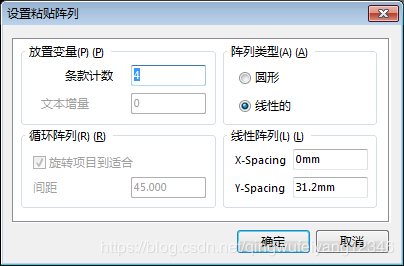 设置粘贴阵列
放置变量(P) (P)
条款计数 4
文本增量 0
阵列类型(A) (A)
圆形
线性的
循环阵列(R) (R)
旋转项目到适合
间距 45.000
线性阵列(L) (L)
X-Spacing 0mm
Y-Spacing 31.2mm
确定 取消